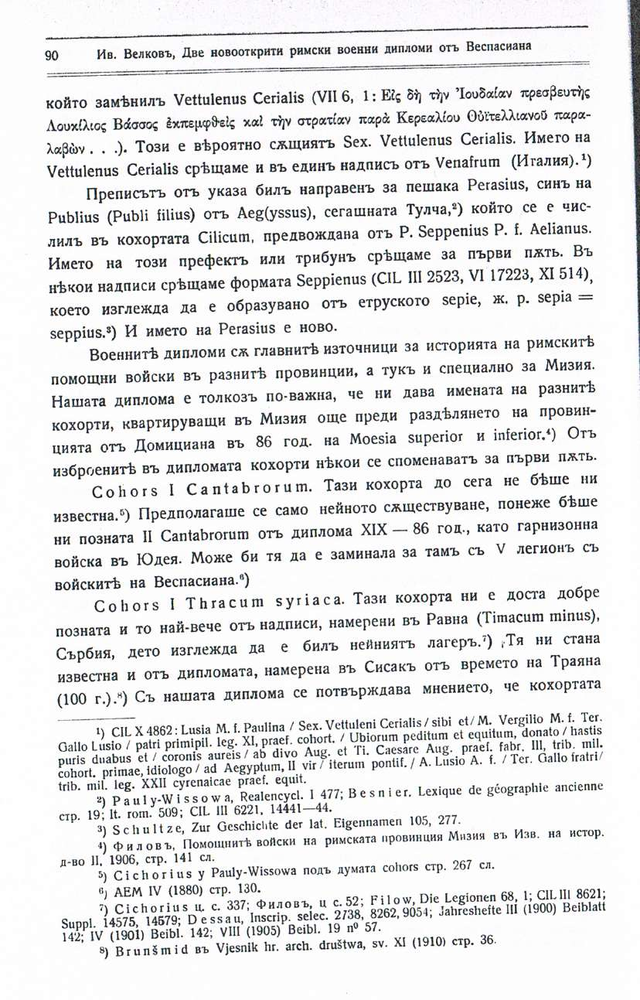 90 Ив. Велковъ, Две новооткрити римски военни дипломи отъ Веспасиана
който замѣнилъ Vettulenus Cerialis (VII 6, 1: Εἰς δὴ τὴν Ἰουδαίαν πρεσβευτὴς
Λουκίλιος Βάσσος ἐκπεμφθεὶς καὶ τὴν στρατίαν παρὰ Κερεαλίου Οὐϊτελλιανοῦ παρα-
λαβὼν . . .). Този е вѣроятно сѫщиятъ Sex. Vettulenus Cerialis. Името на
Vettulenus Cerialis срѣщаме и въ единъ надписъ отъ Venafrum (Италия).¹)
Преписътъ отъ указа билъ направенъ за пешака Perasius, синъ на
Publius (Publi filius) отъ Aeg(yssus), сегашната Тулча,²) който се е чис-
лилъ въ кохортата Cilicum, предвождана отъ P. Seppenius P. f. Aelianus.
Името на този префектъ или трибунъ срѣщаме за първи пѫть. Въ
нѣкои надписи срѣщаме формата Seppienus (CIL III 2523, VI 17223, XI 514),
което изглежда да е образувано отъ етруского sepie, ж. р. sepia =
seppius.³) И името на Perasius е ново.
Военнитѣ дипломи сѫ главнитѣ източници за историята на римскитѣ
помощни войски въ разнитѣ провинции, а тукъ и специално за Мизия.
Нашата диплома е толкозъ по-важна, че ни дава имената на разнитѣ
кохорти, квартируващи въ Мизия още преди раздѣлянето на провин-
цията отъ Домициана въ 86 год. на Moesia superior и inferior.⁴) Отъ
изброенитѣ въ дипломата кохорти нѣкои се споменаватъ за първи пѫть.
Cohors I Cantabrorum. Тази кохорта до сега не бѣше ни
известна.⁵) Предполагаше се само нейното сѫществуване, понеже бѣше
ни позната II Cantabrorum отъ диплома XIX — 86 год., като гарнизонна
войска въ Юдея. Може би тя да е заминала за тамъ съ V легионъ съ
войскитѣ на Веспасиана.⁶)
Cohors I Thracum syriaca. Тази кохорта ни е доста добре
позната и то най-вече отъ надписи, намерени въ Равна (Timacum minus),
Сърбия, дето изглежда да е билъ нейниятъ лагеръ.⁷) Тя ни стана
известна и отъ дипломата, намерена въ Сисакъ отъ времето на Траяна
(100 г.).⁸) Съ нашата диплома се потвърждава мнението, че кохортата
¹) CIL X 4862: Lusia M. f. Paulina / Sex. Vettuleni Cerialis / sibi et / M. Vergilio M. f. Ter.
Gallo Lusio / patri primipil. leg. XI, praef. cohort. / Ubiorum peditum et equitum, donato / hastis
puris duabus et / coronis aureis / ab divo Aug. et Ti. Caesare Aug. praef. fabr. III, trib. mil.
cohort. primae, idiologo / ad Aegyptum, II vir / iterum pontif. / A. Lusio A. f. / Ter. Gallo fratri/
trib. mil. leg. XXII cyrenaicae praef. equit.
²) Pauly-Wissowa, Realencycl. I 477; Besnier. Lexique de géographie ancienne
стр. 19; It. rom. 509; CIL III 6221, 14441—44.
³) Schultze, Zur Geschichte der lat. Eigennamen 105, 277.
⁴) Филовъ, Помощнитѣ войски на римската провинция Мизия въ Изв. на истор.
д-во II, 1906, стр. 141 сл.
⁵) Cichorius у Pauly-Wissowa подъ думата cohors стр. 267 сл.
⁶) AEM IV (1880) стр. 130.
⁷) Cichorius ц. с. 337; Филовъ, ц с. 52; Filow, Die Legionen 68, 1; CIL III 8621;
Suppl. 14575, 14579; Dessau, Inscrip. selec. 2738, 8262, 9054; Jahreshefte III (1900) Beiblatt
142; IV (1901) Beibl. 142; VIII (1905) Beibl. 19 n⁰ 57.
⁸) Brunšmid въ Vjesnik hr. arch. društwa, sv. XI (1910) стр. 36.